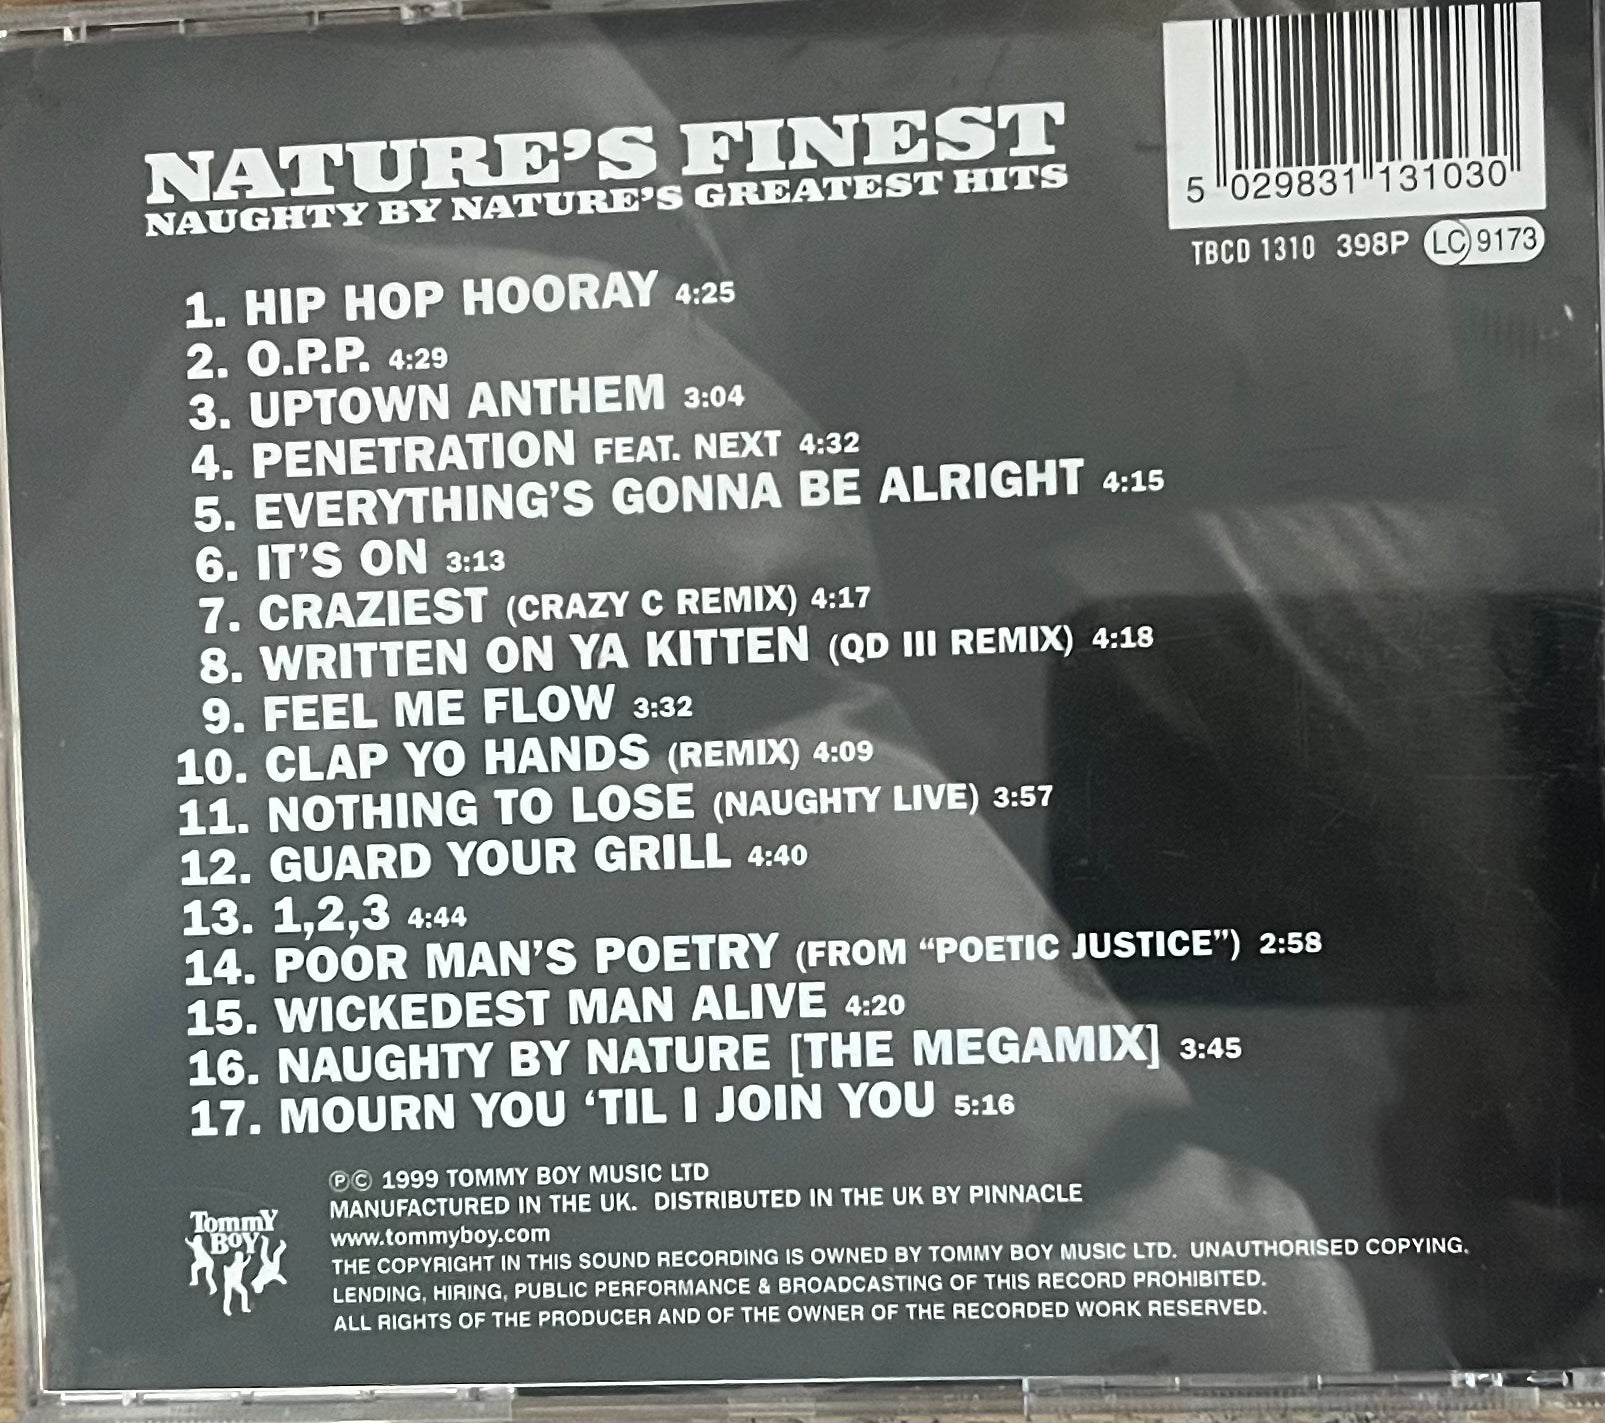 NATURE'S FINEST
NAUGHTY BY NATURE'S GREATEST HITS
5 029831 131030
TBCD 1310 398P LC 9173
1. HIP HOP HOORAY 4:25
2. O.P.P. 4:29
3. UPTOWN ANTHEM 3:04
4. PENETRATION FEAT. NEXT 4:32
5. EVERYTHING'S GONNA BE ALRIGHT 4:15
6. IT'S ON 3:13
7. CRAZIEST (CRAZY C REMIX) 4:17
8. WRITTEN ON YA KITTEN (QD III REMIX) 4:18
9. FEEL ME FLOW 3:32
10. CLAP YO HANDS (REMIX) 4:09
11. NOTHING TO LOSE (NAUGHTY LIVE) 3:57
12. GUARD YOUR GRILL 4:40
13. 1,2,3 4:44
14. POOR MAN'S POETRY (FROM “POETIC JUSTICE”) 2:58
15. WICKEDEST MAN ALIVE 4:20
16. NAUGHTY BY NATURE [THE MEGAMIX] 3:45
17. MOURN YOU ‘TIL I JOIN YOU 5:16
Tommy
BOY
℗© 1999 TOMMY BOY MUSIC LTD
MANUFACTURED IN THE UK. DISTRIBUTED IN THE UK BY PINNACLE
www.tommyboy.com
THE COPYRIGHT IN THIS SOUND RECORDING IS OWNED BY TOMMY BOY MUSIC LTD. UNAUTHORISED COPYING.
LENDING, HIRING, PUBLIC PERFORMANCE & BROADCASTING OF THIS RECORD PROHIBITED.
ALL RIGHTS OF THE PRODUCER AND OF THE OWNER OF THE RECORDED WORK RESERVED.